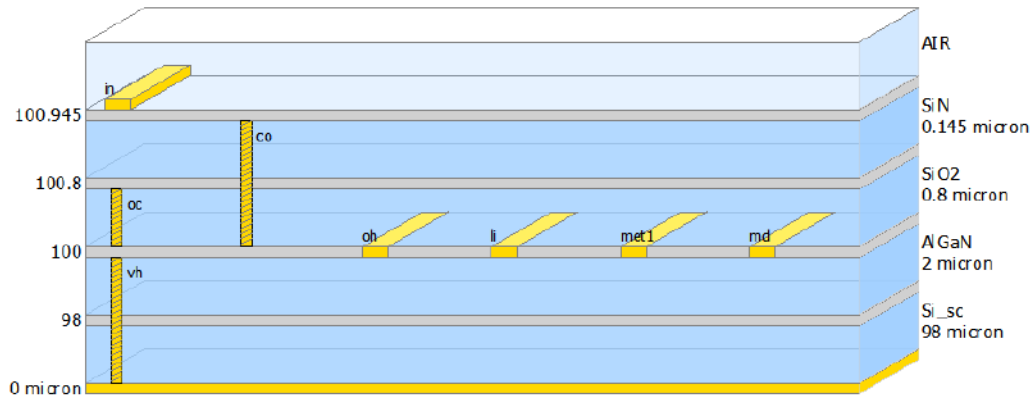 AIR
in
100.945
SiN
0.145 micron
co
100.8
SiO2
0.8 micron
oc
oh
li
met1
md
100
AlGaN
2 micron
vh
98
Si_sc
98 micron
0 micron